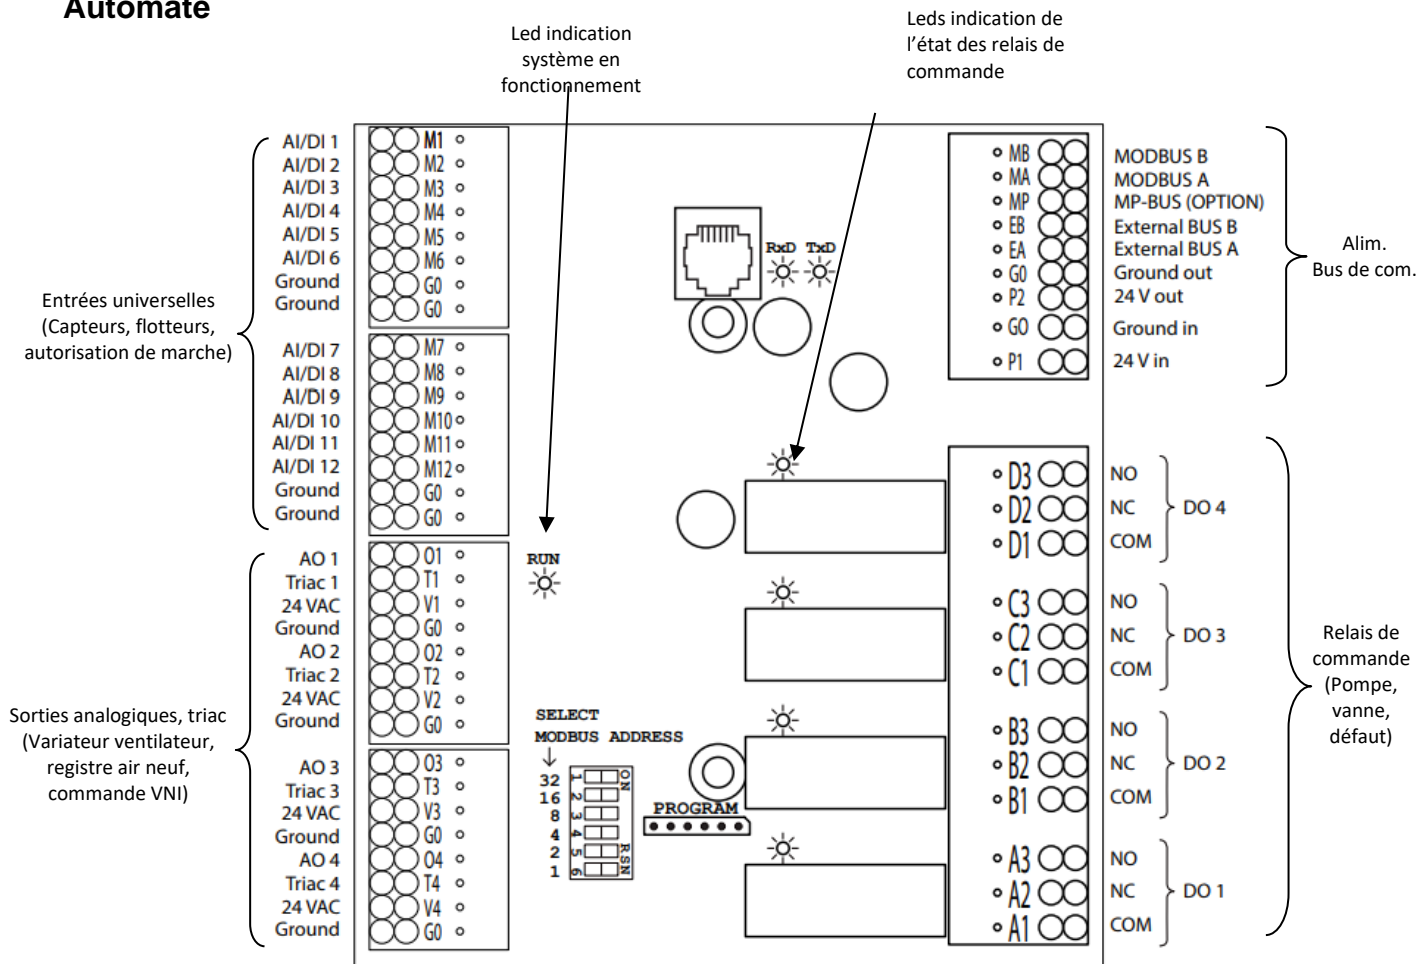 Automate
Led indication
système en
fonctionnement
Leds indication de
l'état des relais de
commande
AI/DI 1 M1
AI/DI 2 M2
AI/DI 3 M3
AI/DI 4 M4
AI/DI 5 M5
AI/DI 6 M6
Ground G0
Ground G0
Entrées universelles
(Capteurs, flotteurs,
autorisation de marche)
AI/DI 7 M7
AI/DI 8 M8
AI/DI 9 M9
AI/DI 10 M10
AI/DI 11 M11
AI/DI 12 M12
Ground G0
Ground G0
AO 1 O1
Triac 1 T1
24 VAC V1
Ground G0
AO 2 O2
Triac 2 T2
24 VAC V2
Ground G0
Sorties analogiques, triac
(Variateur ventilateur,
registre air neuf,
commande VNI)
AO 3 O3
Triac 3 T3
24 VAC V3
Ground G0
AO 4 O4
Triac 4 T4
24 VAC V4
Ground G0
RxD TxD
RUN
SELECT
MODBUS ADDRESS
32 1 ON
16 2
8 3
4 4
2 5 RSN
1 6
PROGRAM
MB MODBUS B
MA MODBUS A
MP MP-BUS (OPTION)
EB External BUS B
EA External BUS A
G0 Ground out
P2 24 V out
GO Ground in
P1 24 V in
Alim.
Bus de com.
D3 NO
D2 NC DO 4
D1 COM
C3 NO
C2 NC DO 3
C1 COM
B3 NO
B2 NC DO 2
B1 COM
A3 NO
A2 NC DO 1
A1 COM
Relais de
commande
(Pompe,
vanne,
défaut)